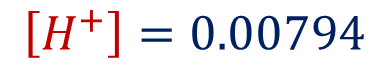 [H⁺] = 0.00794